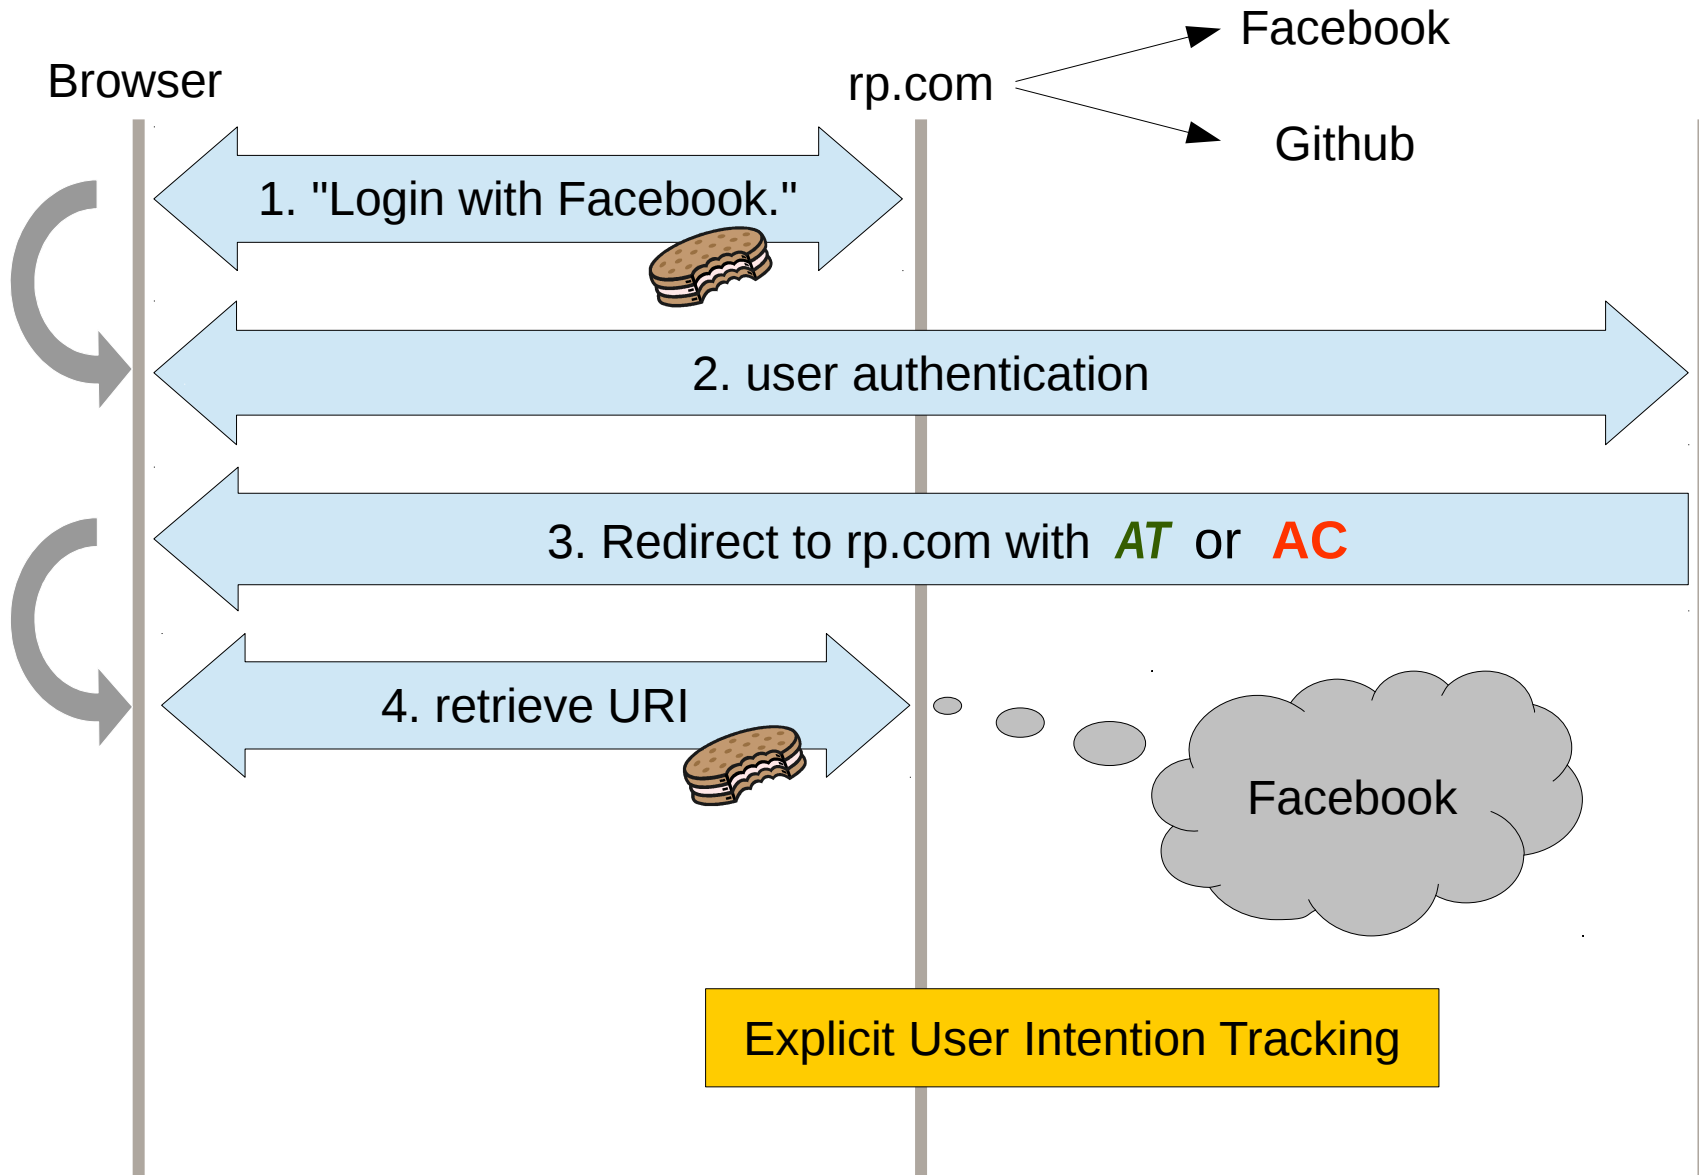 Facebook
Browser
rp.com
Github
1. "Login with Facebook."
2. user authentication
3. Redirect to rp.com with AT or AC
4. retrieve URI
Facebook
Explicit User Intention Tracking